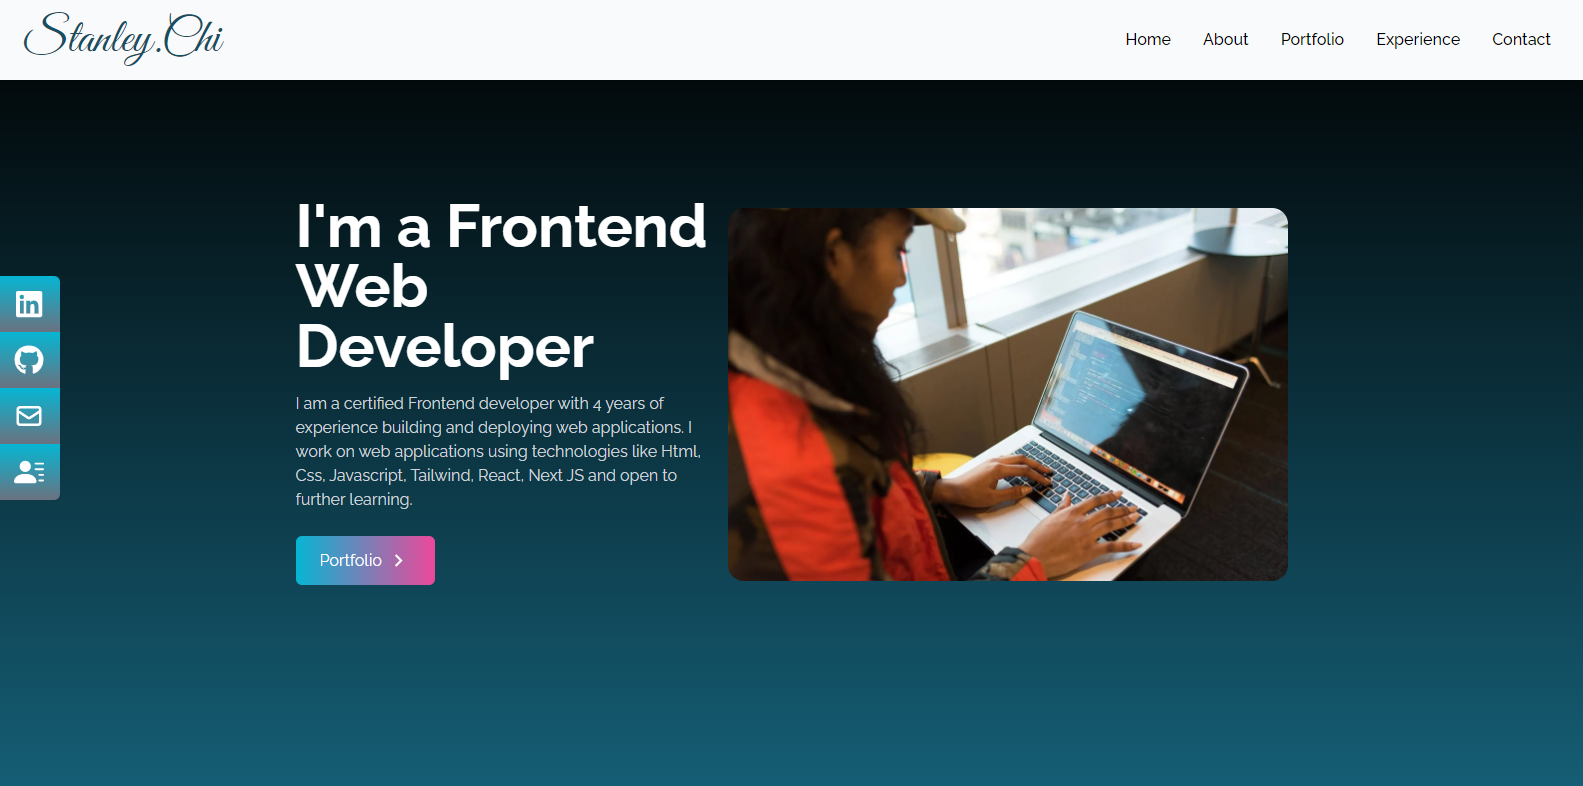 Stanley.Chi
Home About Portfolio Experience Contact
I'm a Frontend
Web
Developer
I am a certified Frontend developer with 4 years of
experience building and deploying web applications. I
work on web applications using technologies like Html,
Css, Javascript, Tailwind, React, Next JS and open to
further learning.
Portfolio
in